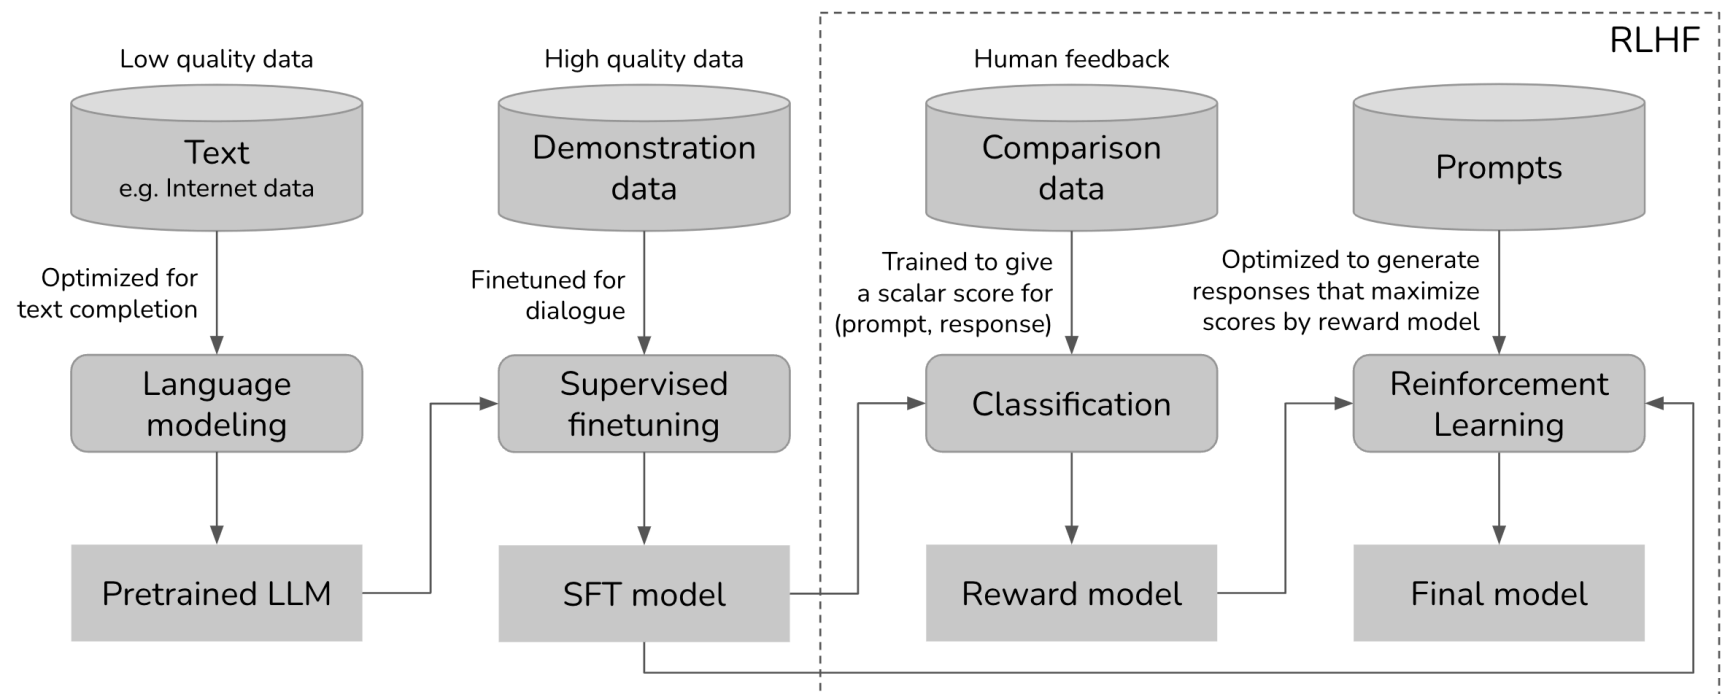 RLHF
Low quality data
Text
e.g. Internet data
Optimized for
text completion
Language
modeling
Pretrained LLM
High quality data
Demonstration
data
Finetuned for
dialogue
Supervised
finetuning
SFT model
Human feedback
Comparison
data
Trained to give
a scalar score for
(prompt, response)
Classification
Reward model
Prompts
Optimized to generate
responses that maximize
scores by reward model
Reinforcement
Learning
Final model